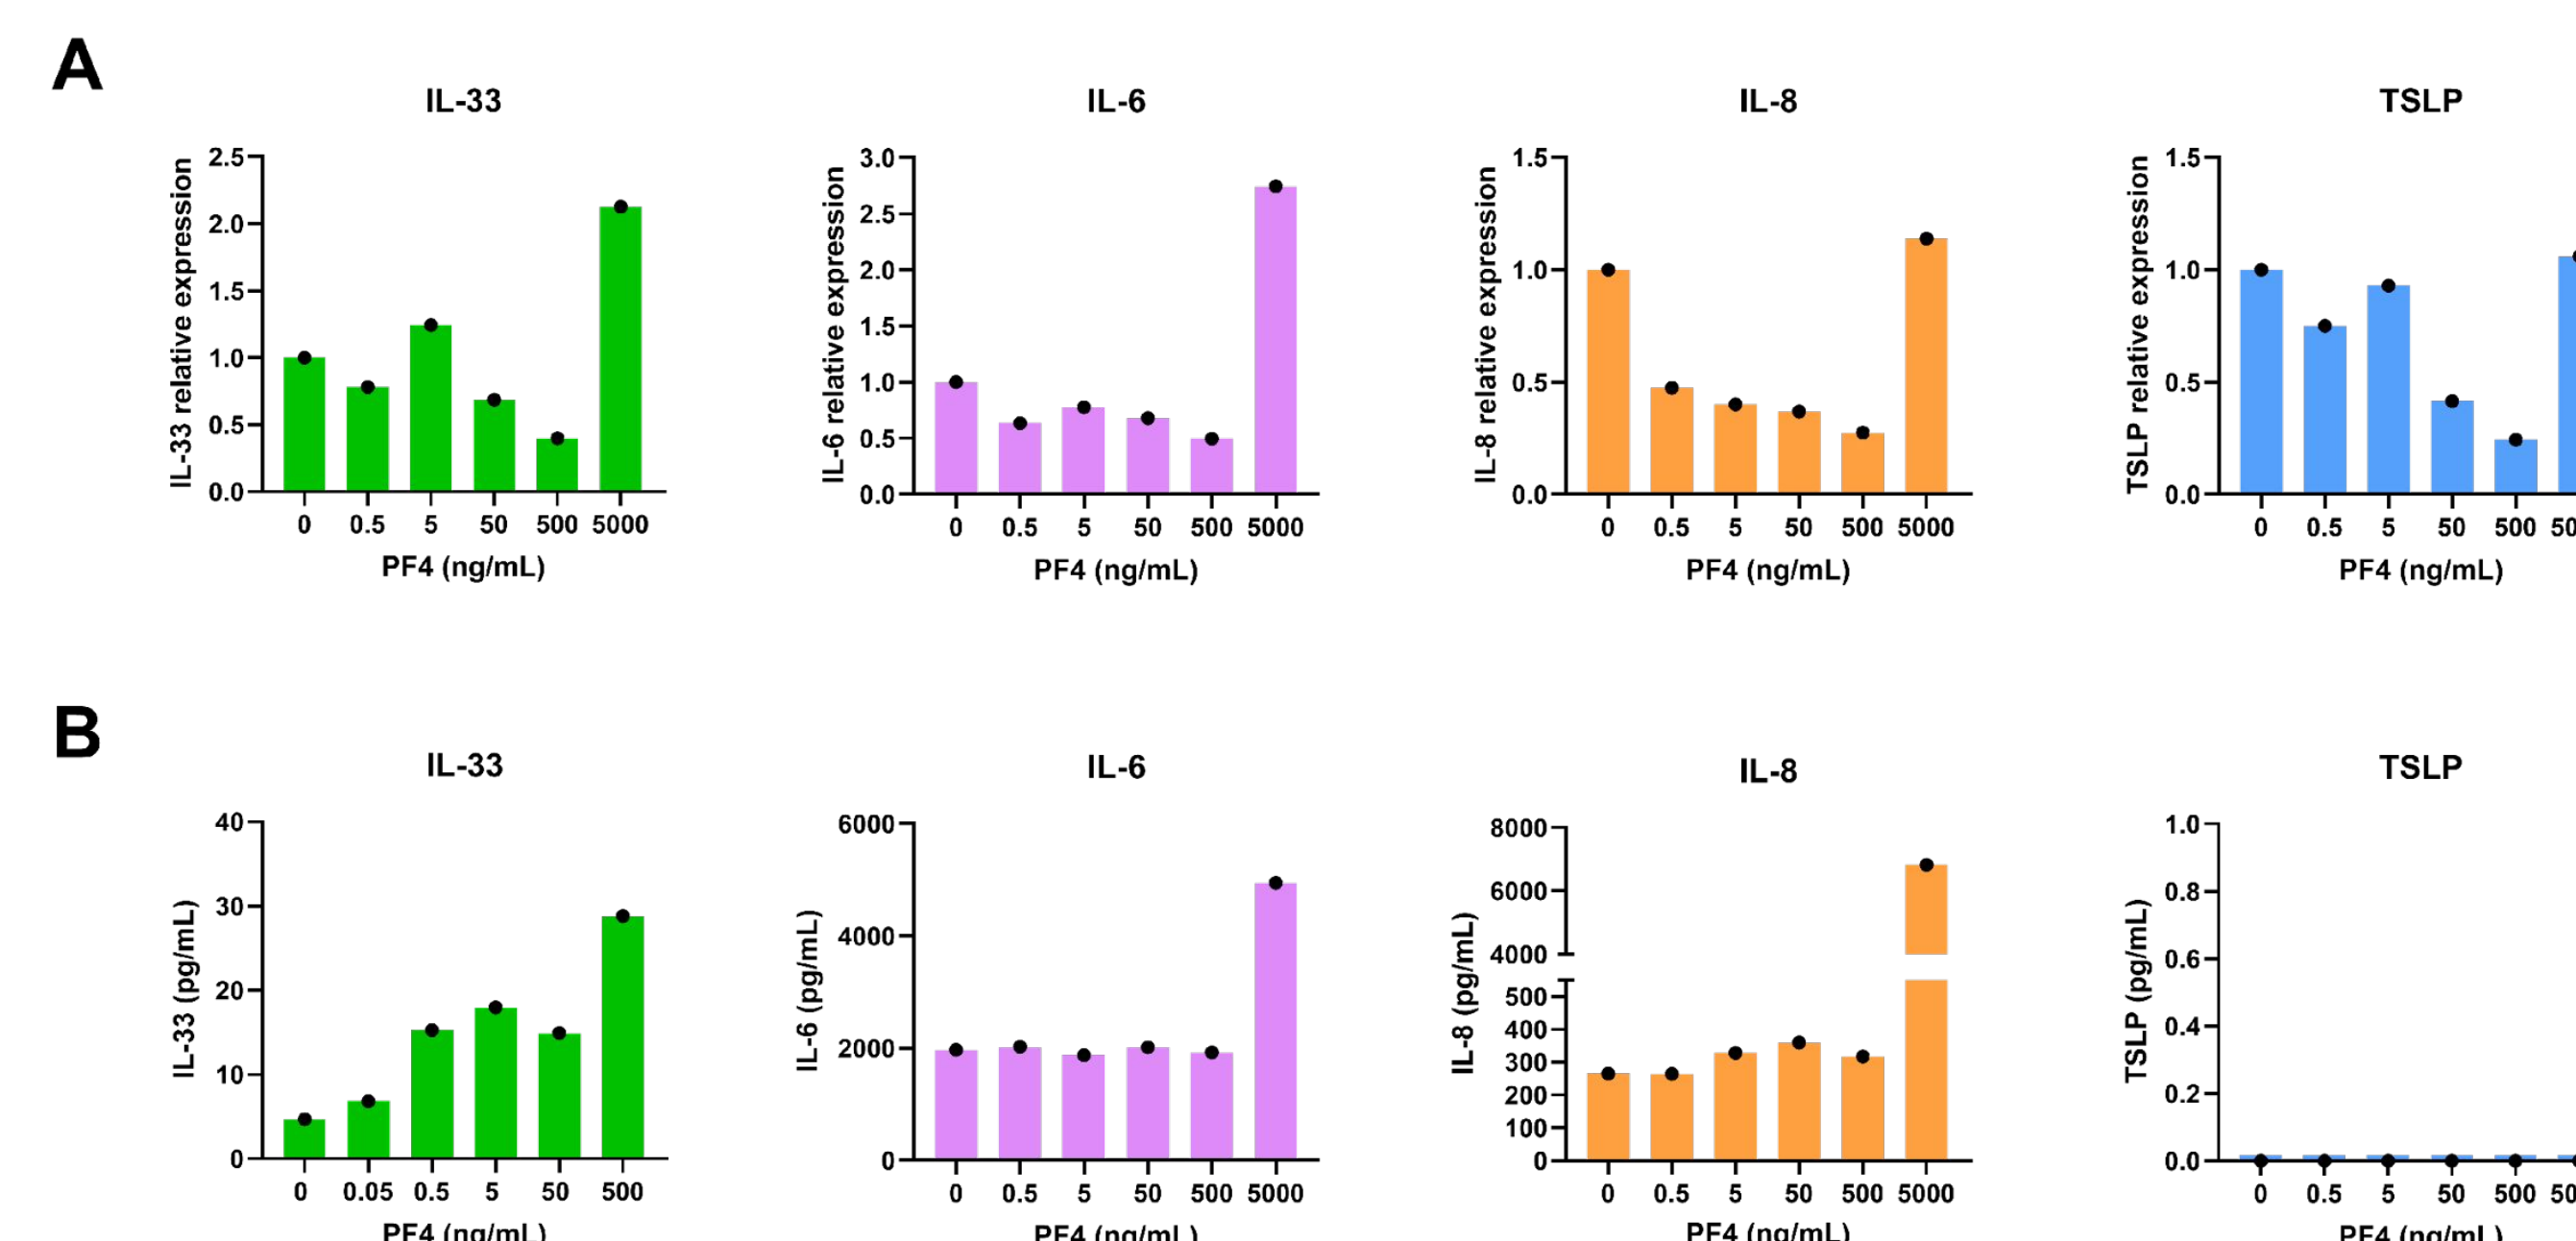 A
IL-33
IL-33 relative expression
2.5
2.0
1.5
1.0
0.5
0.0
0 0.5 5 50 500 5000
PF4 (ng/mL)
IL-6
IL-6 relative expression
3.0
2.5
2.0
1.5
1.0
0.5
0.0
0 0.5 5 50 500 5000
PF4 (ng/mL)
IL-8
IL-8 relative expression
1.5
1.0
0.5
0.0
0 0.5 5 50 500 5000
PF4 (ng/mL)
TSLP
TSLP relative expression
1.5
1.0
0.5
0.0
0 0.5 5 50 500
PF4 (ng/mL)
B
IL-33
IL-33 (pg/mL)
40
30
20
10
0
0 0.05 0.5 5 50 500
PF4 (ng/mL)
IL-6
IL-6 (pg/mL)
6000
4000
2000
0
0 0.5 5 50 500 5000
PF4 (ng/mL)
IL-8
IL-8 (pg/mL)
8000
6000
4000
500
400
300
200
100
0
0 0.5 5 50 500 5000
PF4 (ng/mL)
TSLP
TSLP (pg/mL)
1.0
0.8
0.6
0.4
0.2
0.0
0 0.5 5 50 500
PF4 (ng/mL)